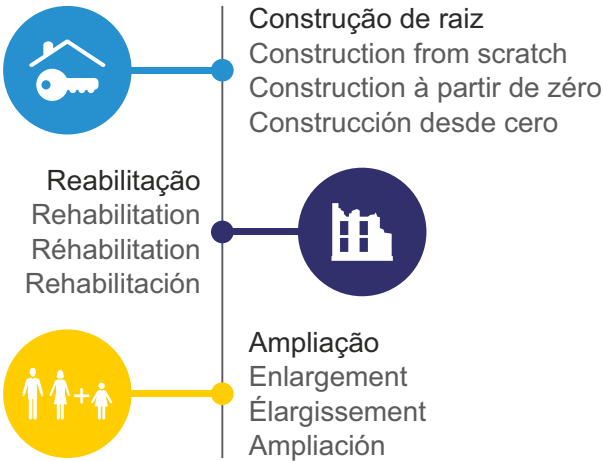 Construção de raiz
Construction from scratch
Construction à partir de zéro
Construcción desde cero
Reabilitação
Rehabilitation
Réhabilitation
Rehabilitación
Ampliação
Enlargement
Élargissement
Ampliación
+